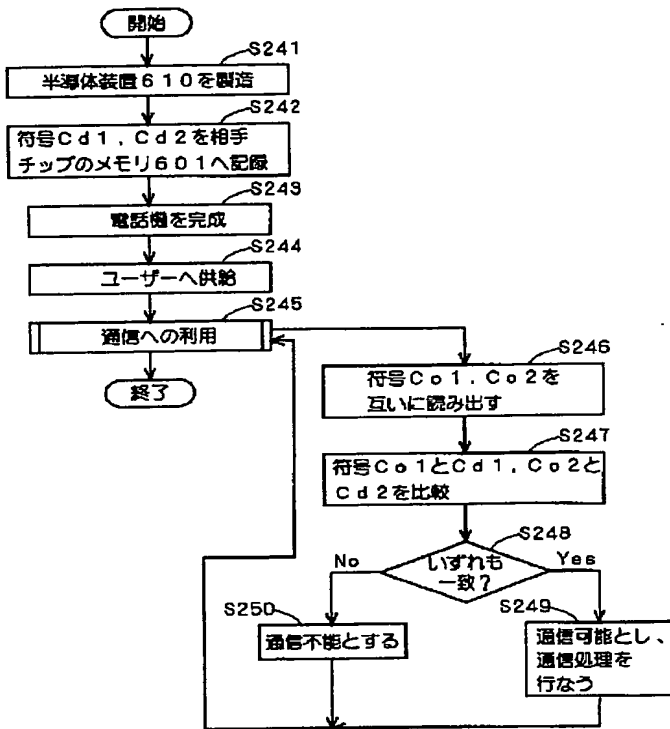 開始
S241
半導体装置610を製造
S242
符号Cd1,Cd2を相手
チップのメモリ601へ記録
S243
電話機を完成
S244
ユーザーへ供給
S245
通信への利用
終了
S246
符号Co1,Co2を
互いに読み出す
S247
符号Co1とCd1,Co2と
Cd2を比較
S248
いずれも
一致?
No
Yes
S250
通信不能とする
S249
通信可能とし、
通信処理を
行なう